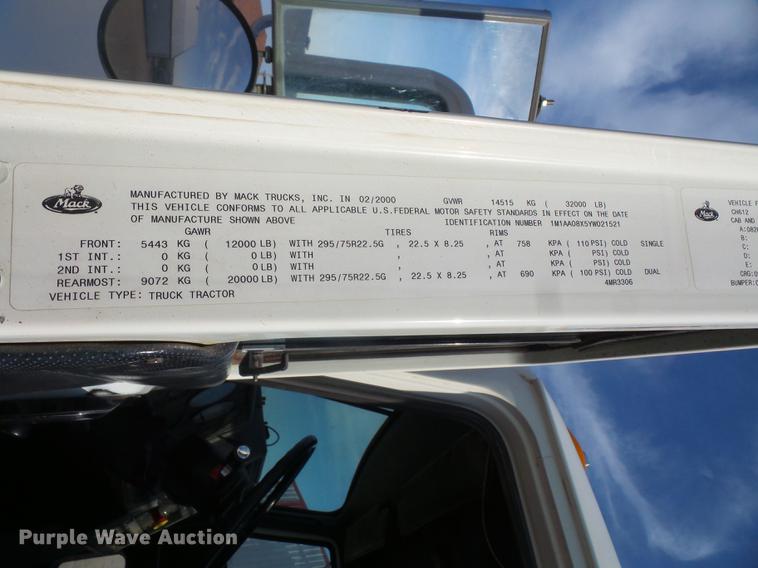 Mack
MANUFACTURED BY MACK TRUCKS, INC. IN 02/2000 GVWR 14515 KG ( 32000 LB)
THIS VEHICLE CONFORMS TO ALL APPLICABLE U.S.FEDERAL MOTOR SAFETY STANDARDS IN EFFECT ON THE DATE
OF MANUFACTURE SHOWN ABOVE IDENTIFICATION NUMBER 1M1AA08X5YW021521
GAWR TIRES RIMS
FRONT: 5443 KG ( 12000 LB) WITH 295/75R22.5G , 22.5 X 8.25 , AT 758 KPA ( 110 PSI) COLD SINGLE
1ST INT.: 0 KG ( 0 LB) WITH , , AT KPA ( PSI) COLD
2ND INT.: 0 KG ( 0 LB) WITH , , AT KPA ( PSI) COLD
REARMOST: 9072 KG ( 20000 LB) WITH 295/75R22.5G , 22.5 X 8.25 , AT 690 KPA ( 100 PSI) COLD DUAL
VEHICLE TYPE: TRUCK TRACTOR 4MR3306
Mack
VEHICLE
CH612
CAB AND
A:
B:
C:
D:
E:
CRG:
BUMPER:
Purple Wave Auction